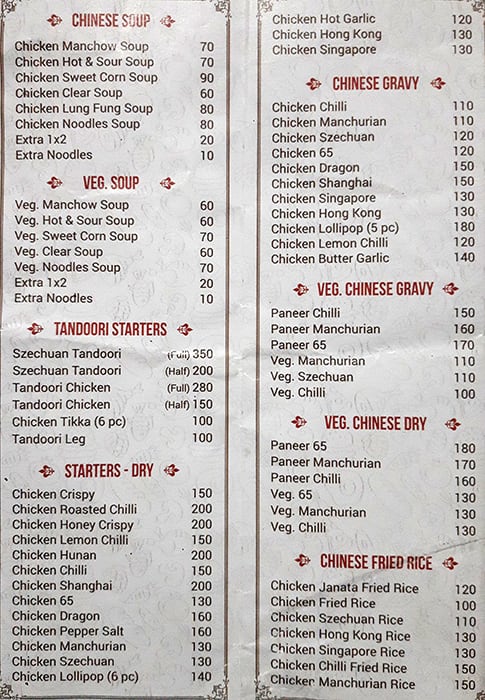 CHINESE SOUP
Chicken Manchow Soup 70
Chicken Hot & Sour Soup 70
Chicken Sweet Corn Soup 90
Chicken Clear Soup 60
Chicken Lung Fung Soup 80
Chicken Noodles Soup 80
Extra 1x2 20
Extra Noodles 10
VEG. SOUP
Veg. Manchow Soup 60
Veg. Hot & Sour Soup 60
Veg. Sweet Corn Soup 70
Veg. Clear Soup 60
Veg. Noodles Soup 70
Extra 1x2 20
Extra Noodles 10
TANDOORI STARTERS
Szechuan Tandoori (Full) 350
Szechuan Tandoori (Half) 200
Tandoori Chicken (Full) 280
Tandoori Chicken (Half) 150
Chicken Tikka (6 pc) 100
Tandoori Leg 100
STARTERS - DRY
Chicken Crispy 150
Chicken Roasted Chilli 200
Chicken Honey Crispy 200
Chicken Lemon Chilli 150
Chicken Hunan 200
Chicken Chilli 150
Chicken Shanghai 200
Chicken 65 130
Chicken Dragon 160
Chicken Pepper Salt 160
Chicken Manchurian 130
Chicken Szechuan 130
Chicken Lollipop (6 pc) 140
Chicken Hot Garlic 120
Chicken Hong Kong 130
Chicken Singapore 130
CHINESE GRAVY
Chicken Chilli 110
Chicken Manchurian 110
Chicken Szechuan 120
Chicken 65 120
Chicken Dragon 150
Chicken Shanghai 150
Chicken Singapore 130
Chicken Hong Kong 130
Chicken Lollipop (5 pc) 180
Chicken Lemon Chilli 120
Chicken Butter Garlic 140
VEG. CHINESE GRAVY
Paneer Chilli 150
Paneer Manchurian 160
Paneer 65 170
Veg. Manchurian 110
Veg. Szechuan 110
Veg. Chilli 100
VEG. CHINESE DRY
Paneer 65 180
Paneer Manchurian 170
Paneer Chilli 160
Veg. 65 130
Veg. Manchurian 130
Veg. Chilli 130
CHINESE FRIED RICE
Chicken Janata Fried Rice 120
Chicken Fried Rice 100
Chicken Szechuan Rice 110
Chicken Hong Kong Rice 130
Chicken Singapore Rice 130
Chicken Chilli Fried Rice 150
Chicken Manchurian Rice 150